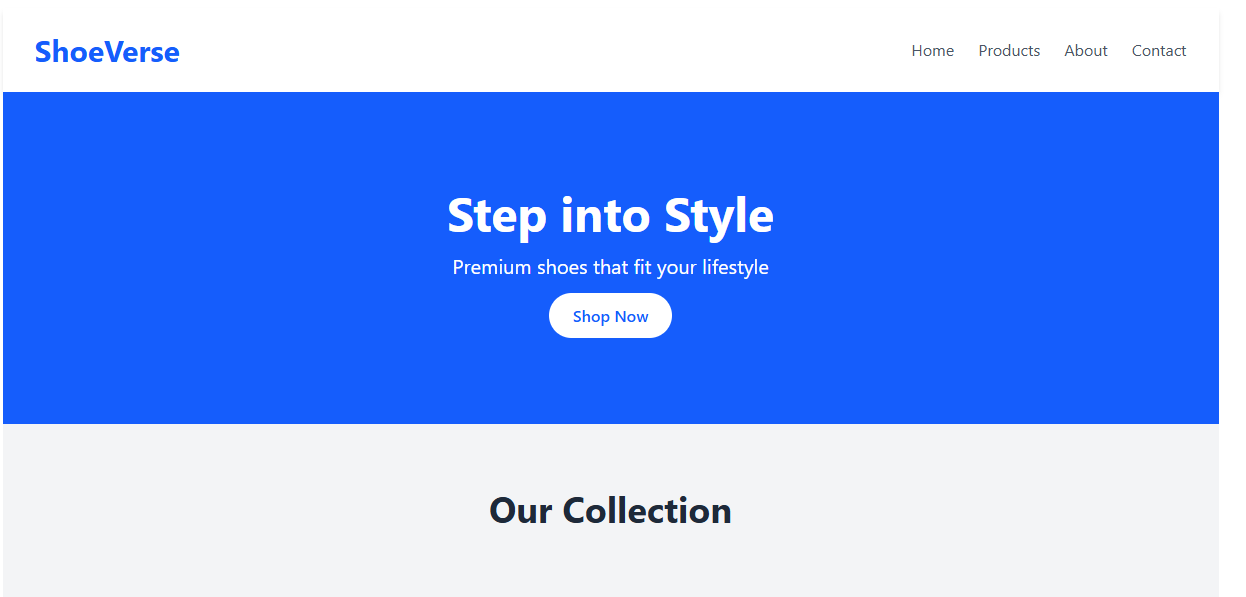 ShoeVerse
Home Products About Contact
Step into Style
Premium shoes that fit your lifestyle
Shop Now
Our Collection